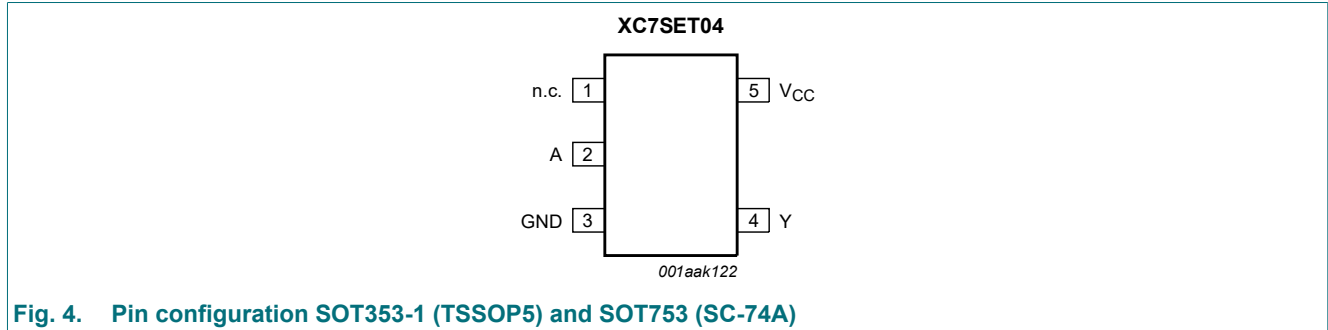 XC7SET04
n.c. 1
5 VCC
A 2
GND 3
4 Y
001aak122
Fig. 4. Pin configuration SOT353-1 (TSSOP5) and SOT753 (SC-74A)